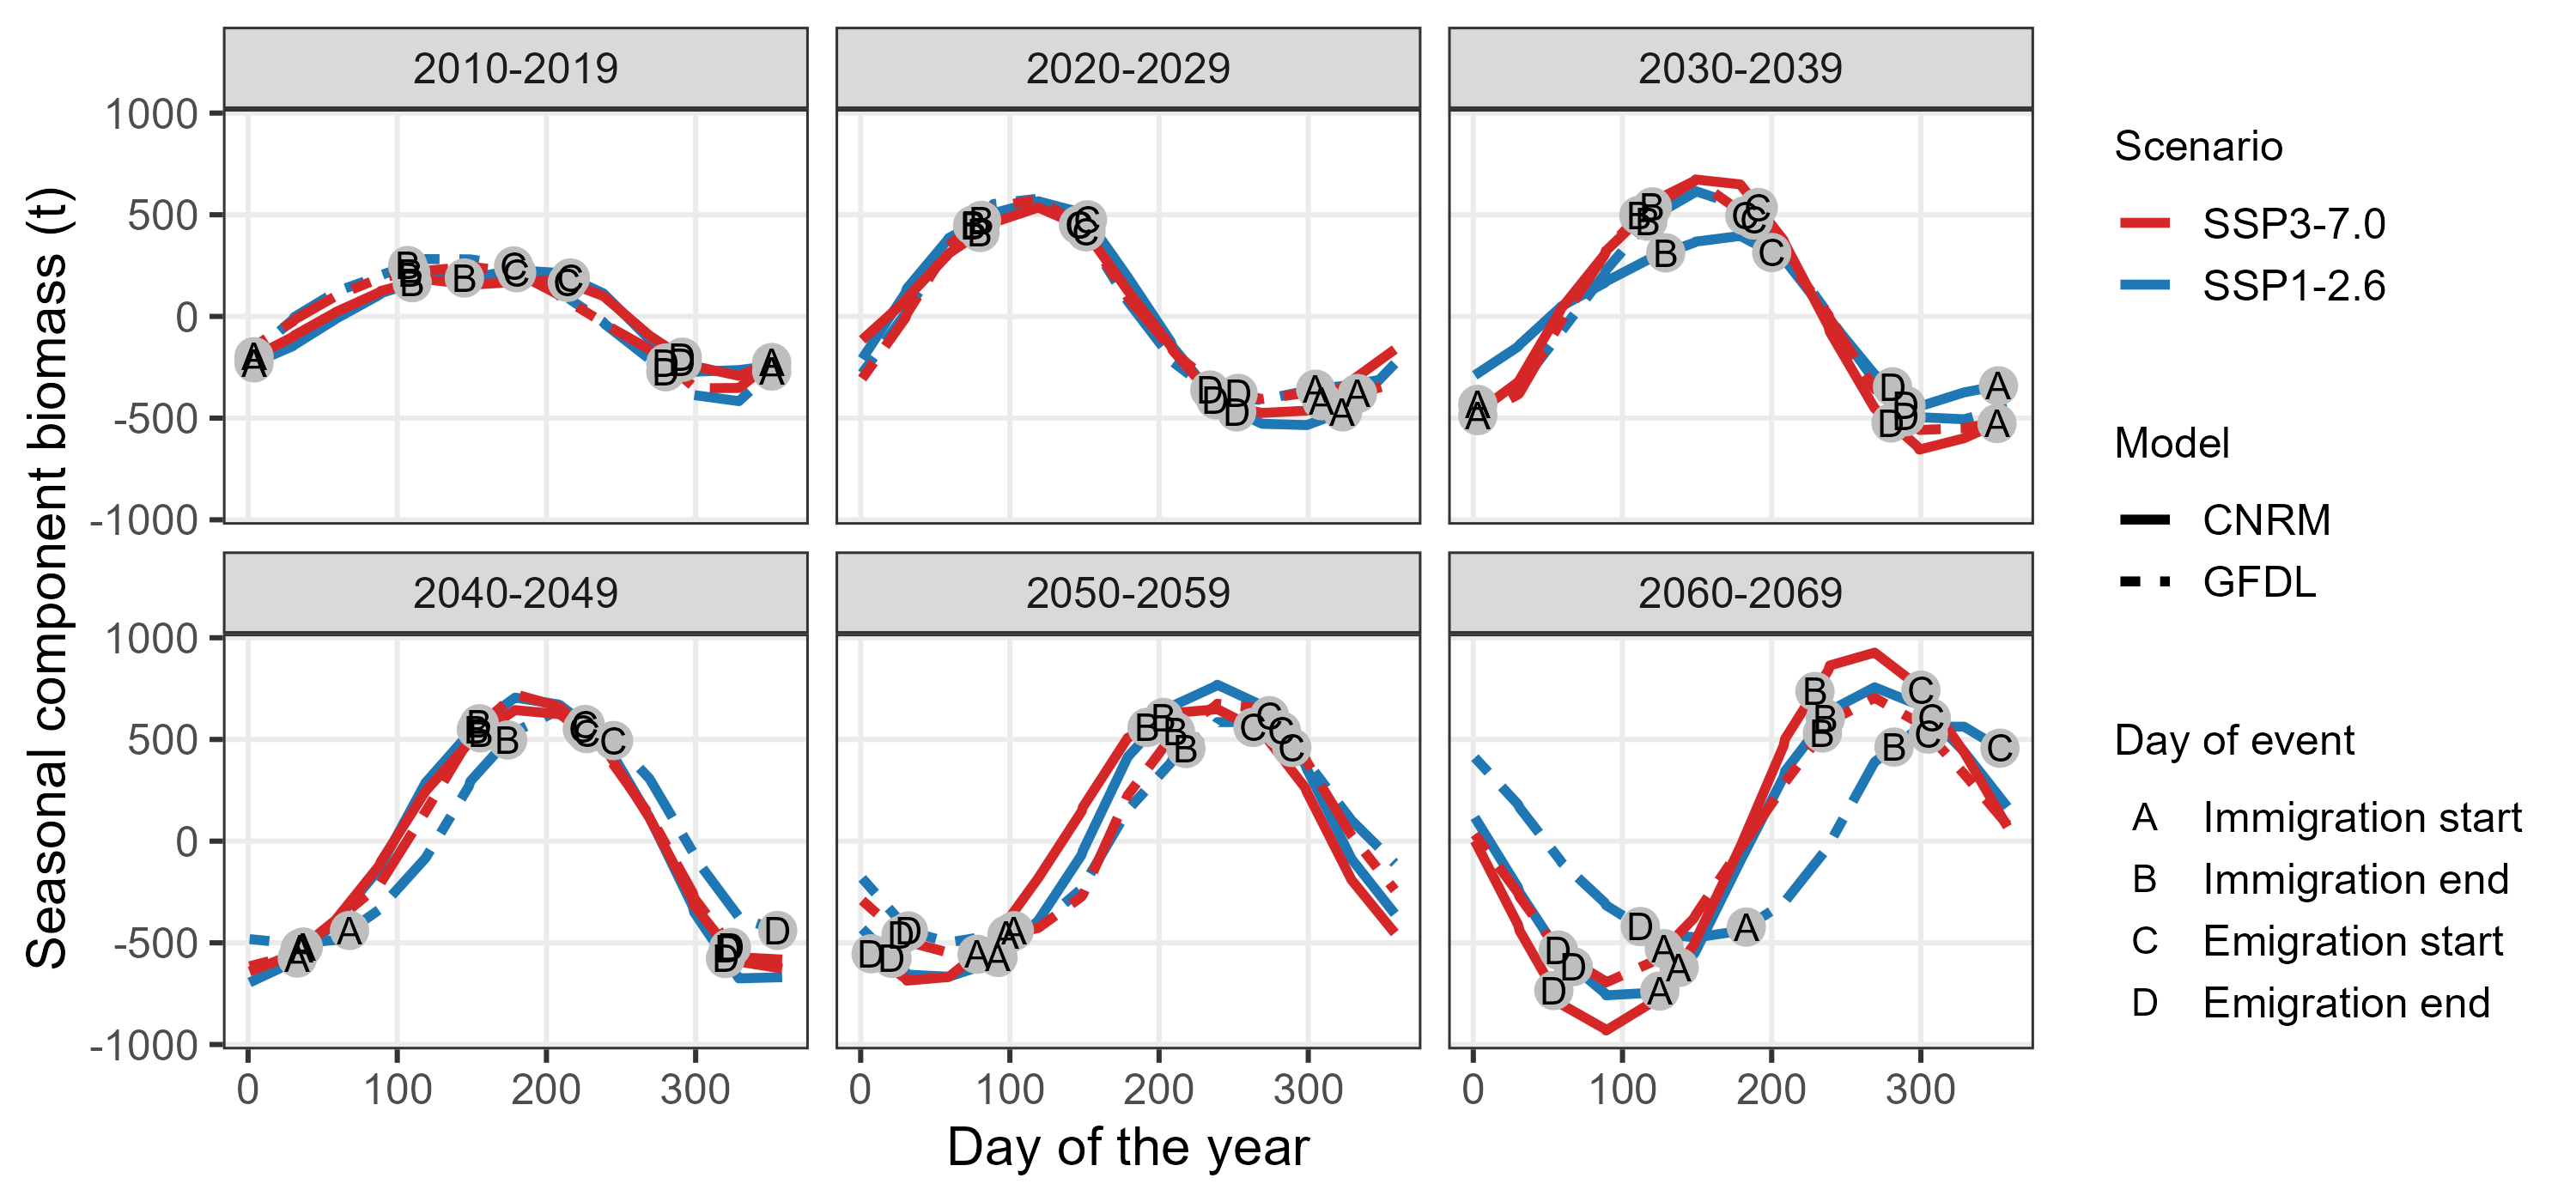 2010-2019 2020-2029 2030-2039
1000
500
0
-500
-1000
A A B B B B C C C C D D D D A A
B B B C C C D D D D A A A A
A A B B B B C C C C D D D D A A
2040-2049 2050-2059 2060-2069
1000
500
0
-500
-1000
A A A B B B B C C C C D D D D
D D D D A A A A B B B B C C C C
D D D D A A A A B B B B C C C C
0 100 200 300 0 100 200 300 0 100 200 300
Day of the year
Seasonal component biomass (t)
Scenario
SSP3-7.0
SSP1-2.6
Model
CNRM
GFDL
Day of event
A Immigration start
B Immigration end
C Emigration start
D Emigration end